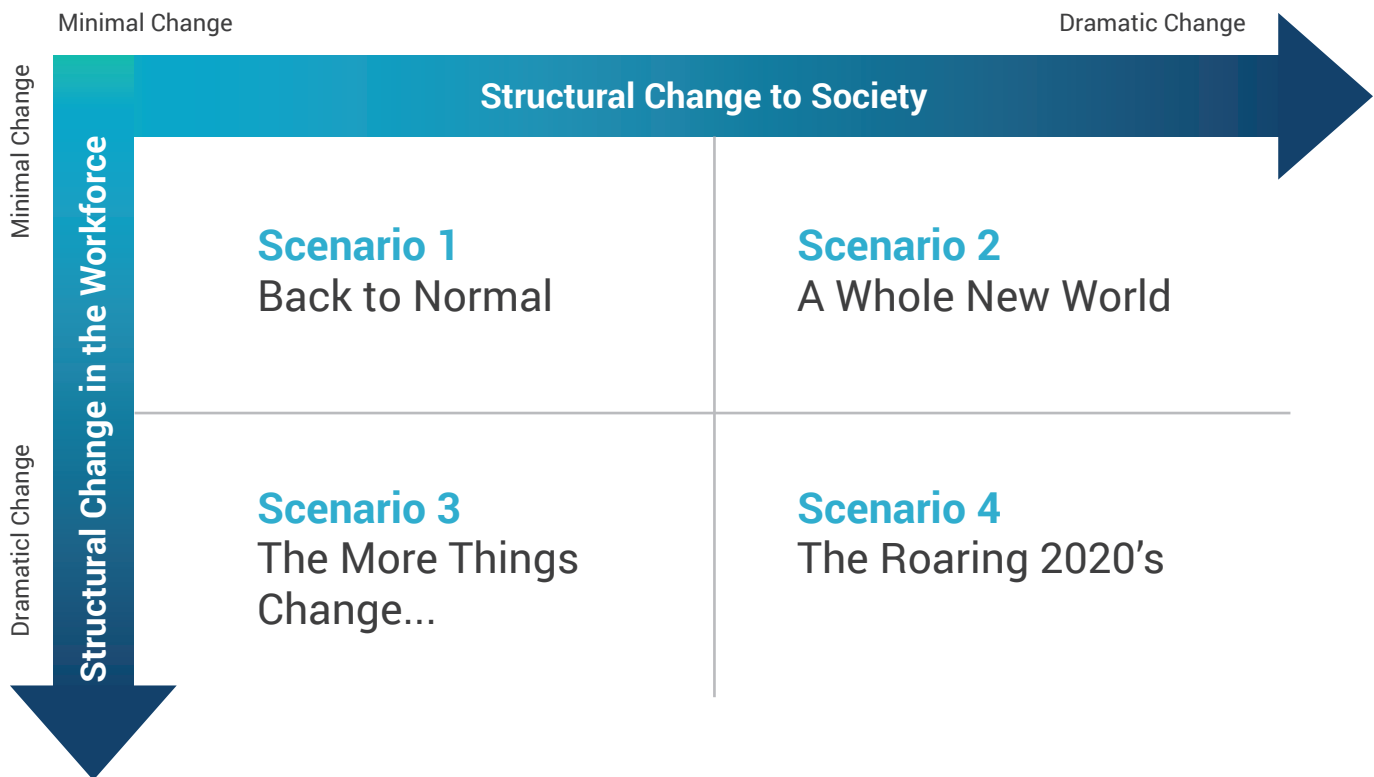 Minimal Change
Dramatic Change
Structural Change to Society
Minimal Change
Structural Change in the Workforce
Dramaticl Change
Scenario 1
Back to Normal
Scenario 2
A Whole New World
Scenario 3
The More Things
Change...
Scenario 4
The Roaring 2020’s